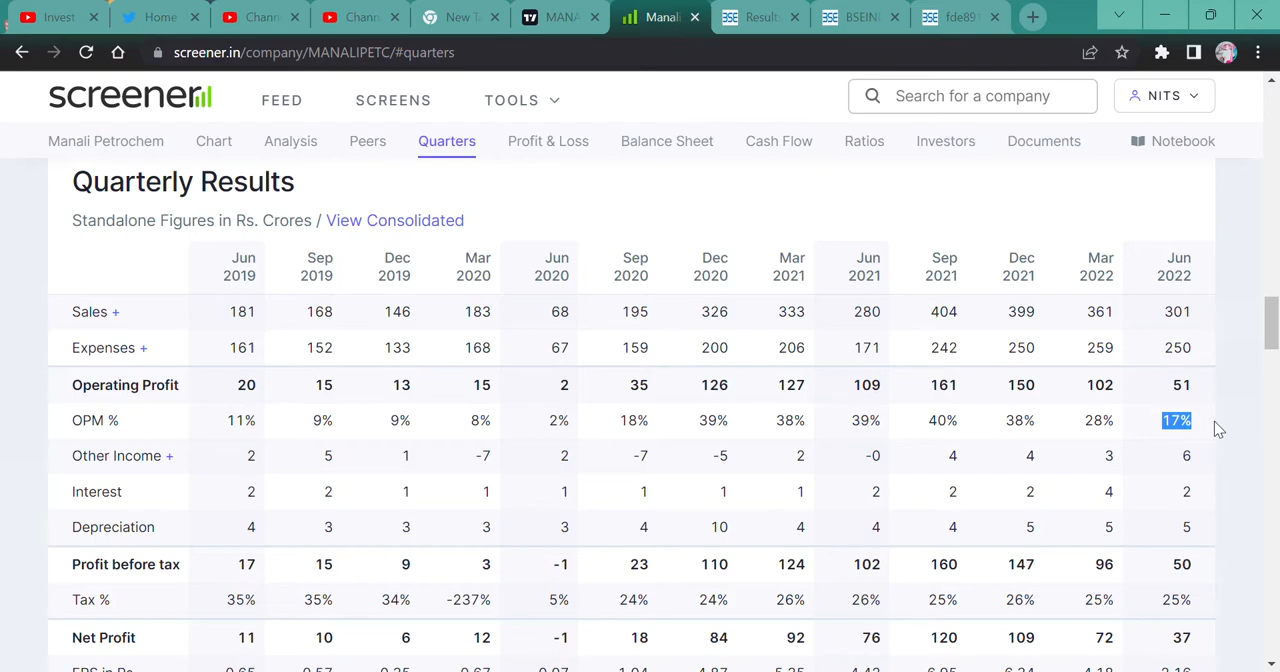 Invest Home Chann Chann New Ta MANA Manali Result BSEIN fde89
screener.in/company/MANALIPETC/#quarters
screener FEED SCREENS TOOLS Search for a company NITS
Manali Petrochem Chart Analysis Peers Quarters Profit & Loss Balance Sheet Cash Flow Ratios Investors Documents Notebook
Quarterly Results
Standalone Figures in Rs. Crores / View Consolidated
Jun Sep Dec Mar Jun Sep Dec Mar Jun Sep Dec Mar Jun
2019 2019 2019 2020 2020 2020 2020 2021 2021 2021 2021 2022 2022
Sales + 181 168 146 183 68 195 326 333 280 404 399 361 301
Expenses + 161 152 133 168 67 159 200 206 171 242 250 259 250
Operating Profit 20 15 13 15 2 35 126 127 109 161 150 102 51
OPM % 11% 9% 9% 8% 2% 18% 39% 38% 39% 40% 38% 28% 17%
Other Income + 2 5 1 -7 2 -7 -5 2 -0 4 4 3 6
Interest 2 2 1 1 1 1 1 1 2 2 2 4 2
Depreciation 4 3 3 3 3 4 10 4 4 4 5 5 5
Profit before tax 17 15 9 3 -1 23 110 124 102 160 147 96 50
Tax % 35% 35% 34% -237% 5% 24% 24% 26% 26% 25% 26% 25% 25%
Net Profit 11 10 6 12 -1 18 84 92 76 120 109 72 37